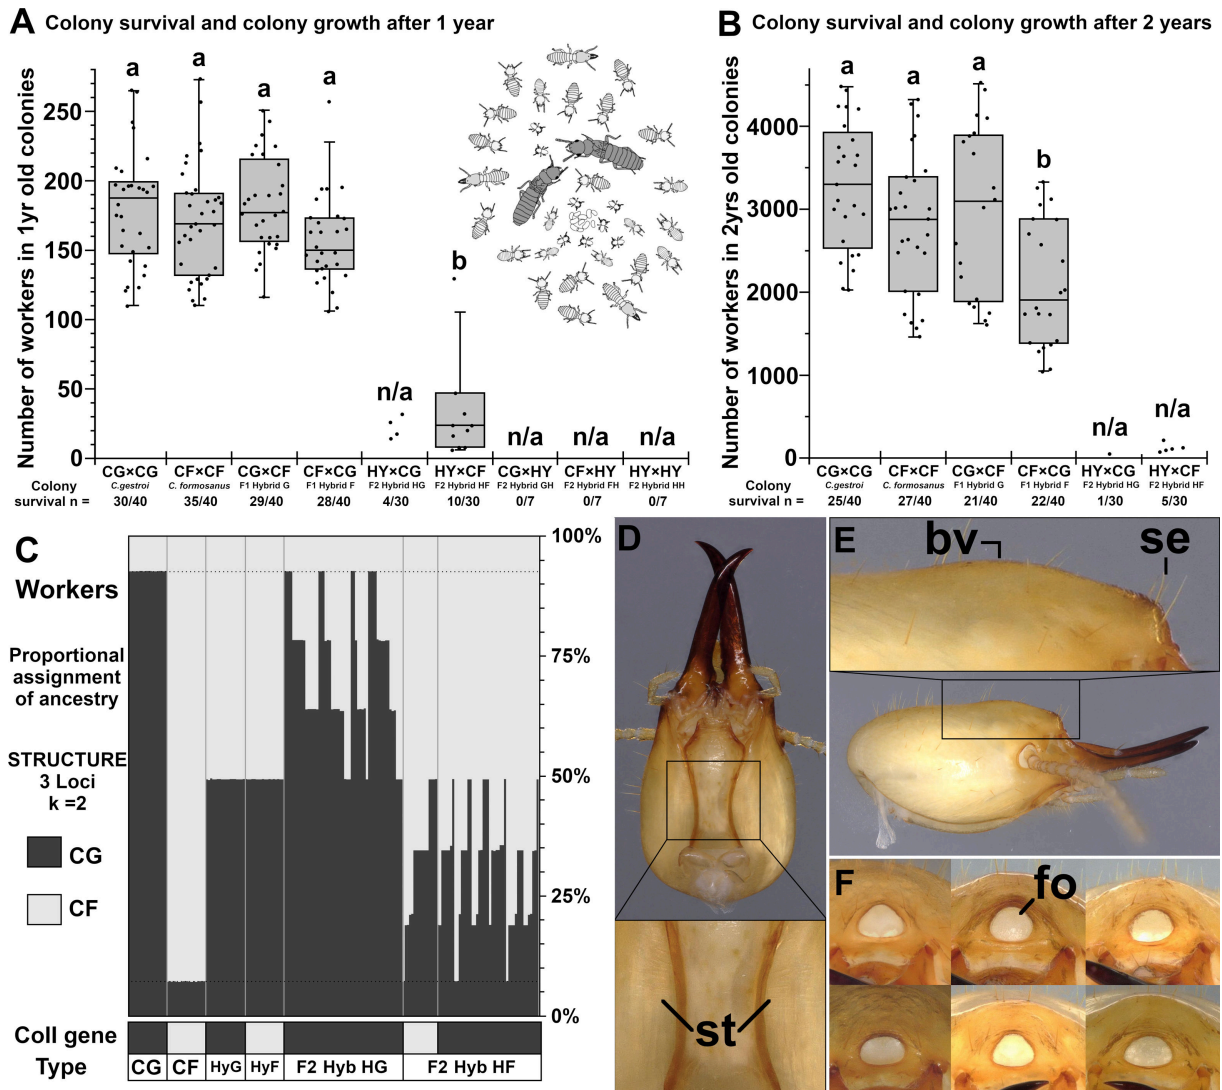 A Colony survival and colony growth after 1 year
Number of workers in 1yr old colonies
250
200
150
100
50
0
a
a
a
a
n/a
b
n/a
n/a
n/a
CG×CG CF×CF CG×CF CF×CG HY×CG HY×CF CG×HY CF×HY HY×HY
C.gestroi C. formosanus F1 Hybrid G F1 Hybrid F F2 Hybrid HG F2 Hybrid HF F2 Hybrid GH F2 Hybrid FH F2 Hybrid HH
Colony
survival n = 30/40 35/40 29/40 28/40 4/30 10/30 0/7 0/7 0/7
B Colony survival and colony growth after 2 years
Number of workers in 2yrs old colonies
4000
3000
2000
1000
0
a
a
a
b
n/a
n/a
CG×CG CF×CF CG×CF CF×CG HY×CG HY×CF
C.gestroi C. formosanus F1 Hybrid G F1 Hybrid F F2 Hybrid HG F2 Hybrid HF
Colony
survival n = 25/40 27/40 21/40 22/40 1/30 5/30
C
Workers
Proportional
assignment
of ancestry
STRUCTURE
3 Loci
k =2
CG
CF
100%
75%
50%
25%
0%
CoII gene
Type CG CF HyG HyF F2 Hyb HG F2 Hyb HF
D
st
E
bv
se
F
fo